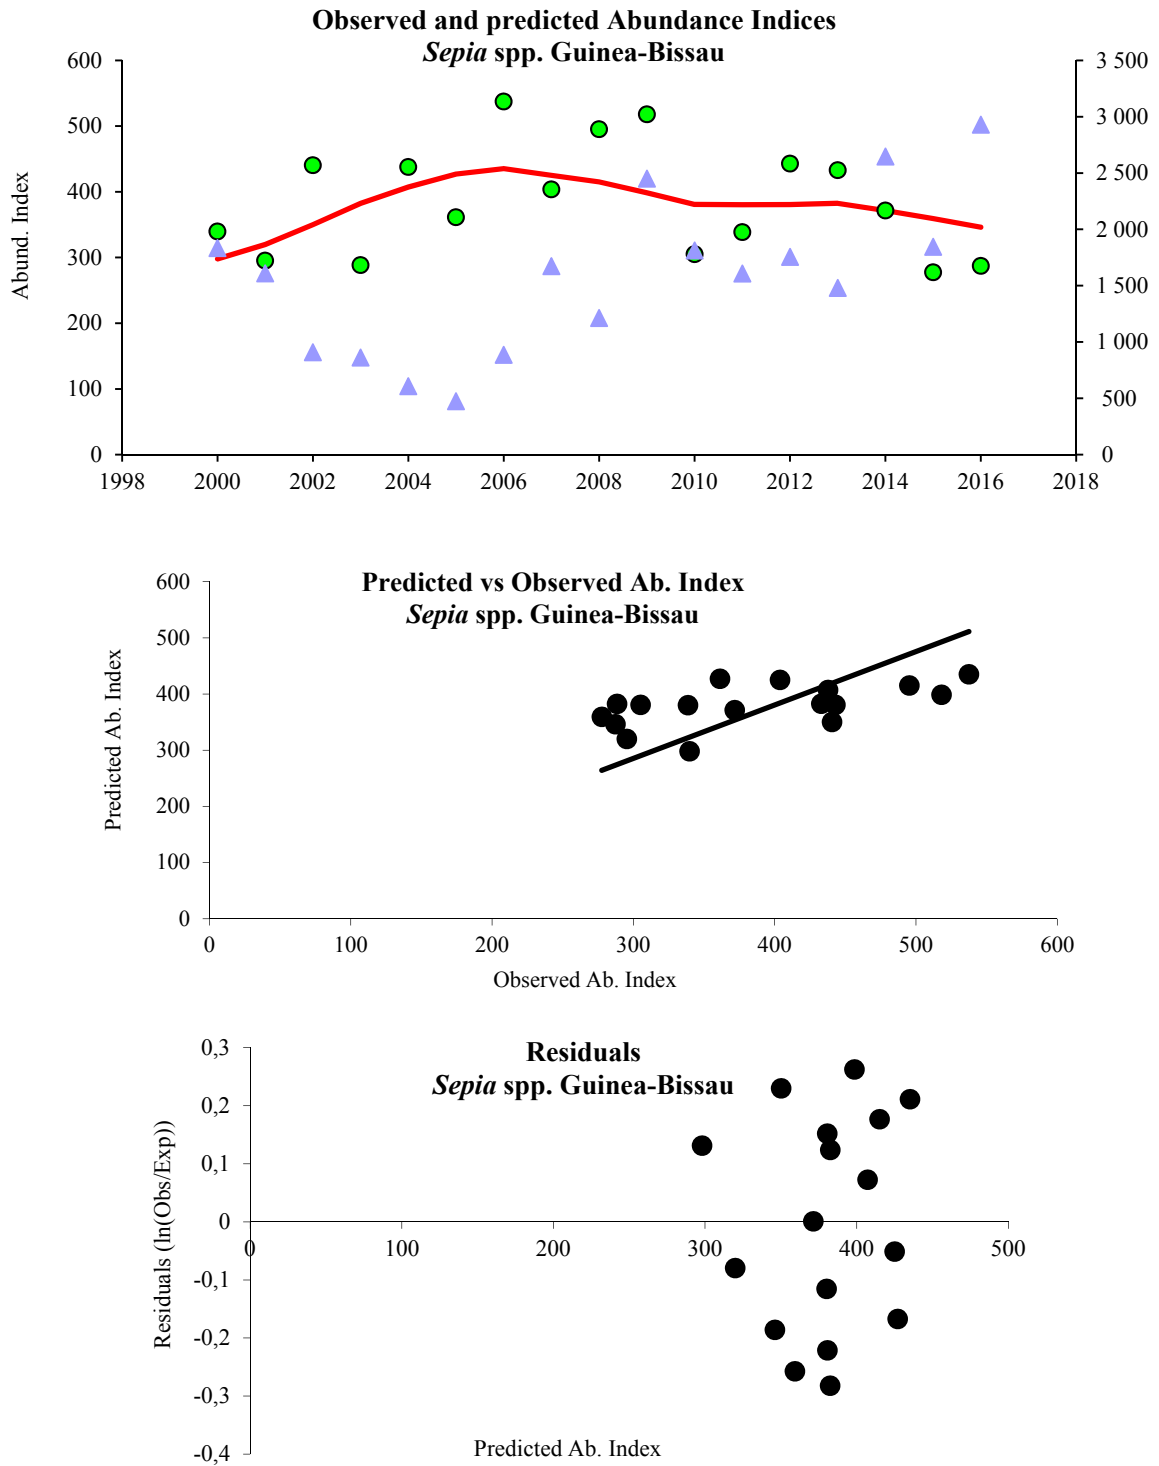 Observed and predicted Abundance Indices
Sepia spp. Guinea-Bissau
600
500
400
300
200
100
0
Abund. Index
3 500
3 000
2 500
2 000
1 500
1 000
500
0
1998 2000 2002 2004 2006 2008 2010 2012 2014 2016 2018
Predicted vs Observed Ab. Index
Sepia spp. Guinea-Bissau
600
500
400
300
200
100
0
Predicted Ab. Index
0 100 200 300 400 500 600
Observed Ab. Index
Residuals
Sepia spp. Guinea-Bissau
0,3
0,2
0,1
0
-0,1
-0,2
-0,3
-0,4
Residuals (ln(Obs/Exp))
0 100 200 300 400 500
Predicted Ab. Index